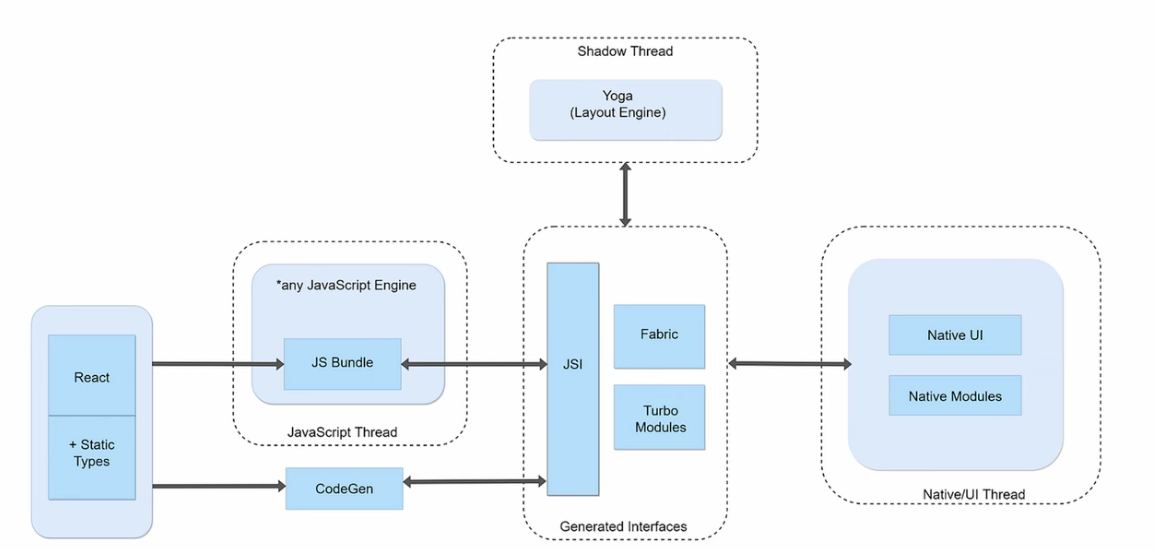 Shadow Thread
Yoga
(Layout Engine)
*any JavaScript Engine
JS Bundle
JavaScript Thread
React
+ Static
Types
CodeGen
JSI
Fabric
Turbo
Modules
Generated Interfaces
Native UI
Native Modules
Native/UI Thread